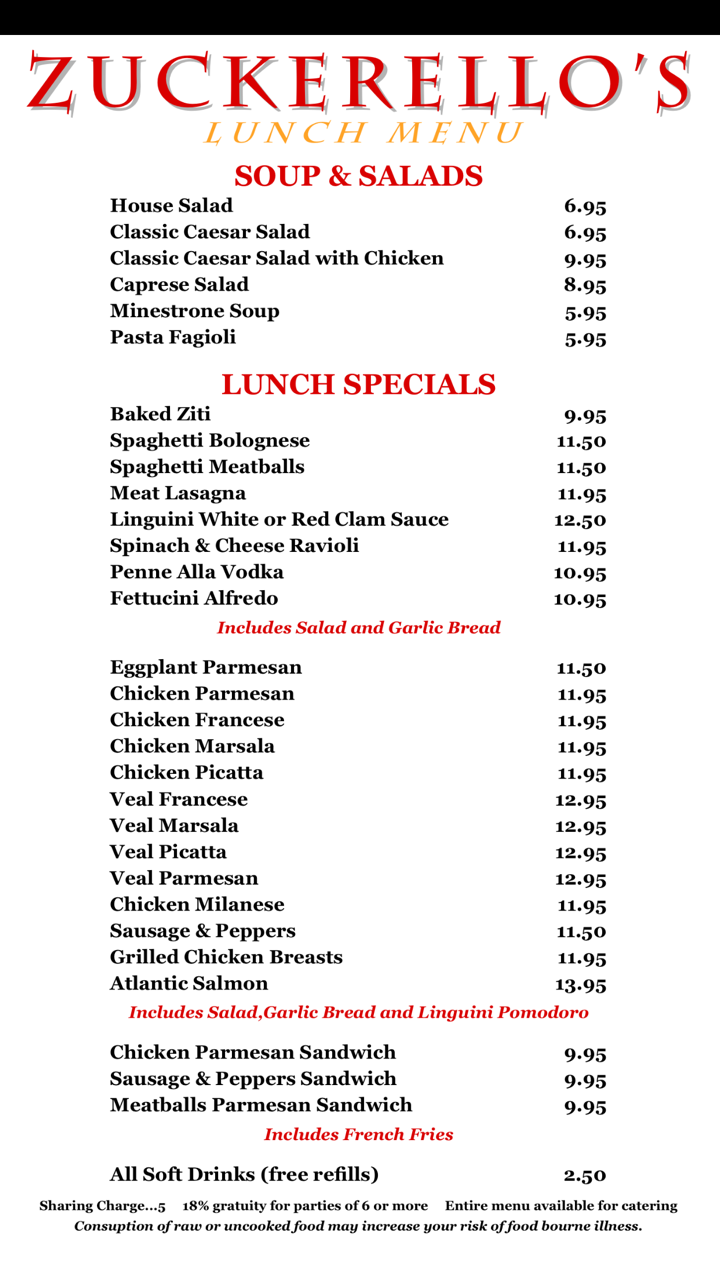 ZUCKERELLO'S
LUNCH MENU
SOUP & SALADS
House Salad 6.95
Classic Caesar Salad 6.95
Classic Caesar Salad with Chicken 9.95
Caprese Salad 8.95
Minestrone Soup 5.95
Pasta Fagioli 5.95
LUNCH SPECIALS
Baked Ziti 9.95
Spaghetti Bolognese 11.50
Spaghetti Meatballs 11.50
Meat Lasagna 11.95
Linguini White or Red Clam Sauce 12.50
Spinach & Cheese Ravioli 11.95
Penne Alla Vodka 10.95
Fettucini Alfredo 10.95
Includes Salad and Garlic Bread
Eggplant Parmesan 11.50
Chicken Parmesan 11.95
Chicken Francese 11.95
Chicken Marsala 11.95
Chicken Picatta 11.95
Veal Francese 12.95
Veal Marsala 12.95
Veal Picatta 12.95
Veal Parmesan 12.95
Chicken Milanese 11.95
Sausage & Peppers 11.50
Grilled Chicken Breasts 11.95
Atlantic Salmon 13.95
Includes Salad,Garlic Bread and Linguini Pomodoro
Chicken Parmesan Sandwich 9.95
Sausage & Peppers Sandwich 9.95
Meatballs Parmesan Sandwich 9.95
Includes French Fries
All Soft Drinks (free refills) 2.50
Sharing Charge...5 18% gratuity for parties of 6 or more Entire menu available for catering
Consuption of raw or uncooked food may increase your risk of food bourne illness.